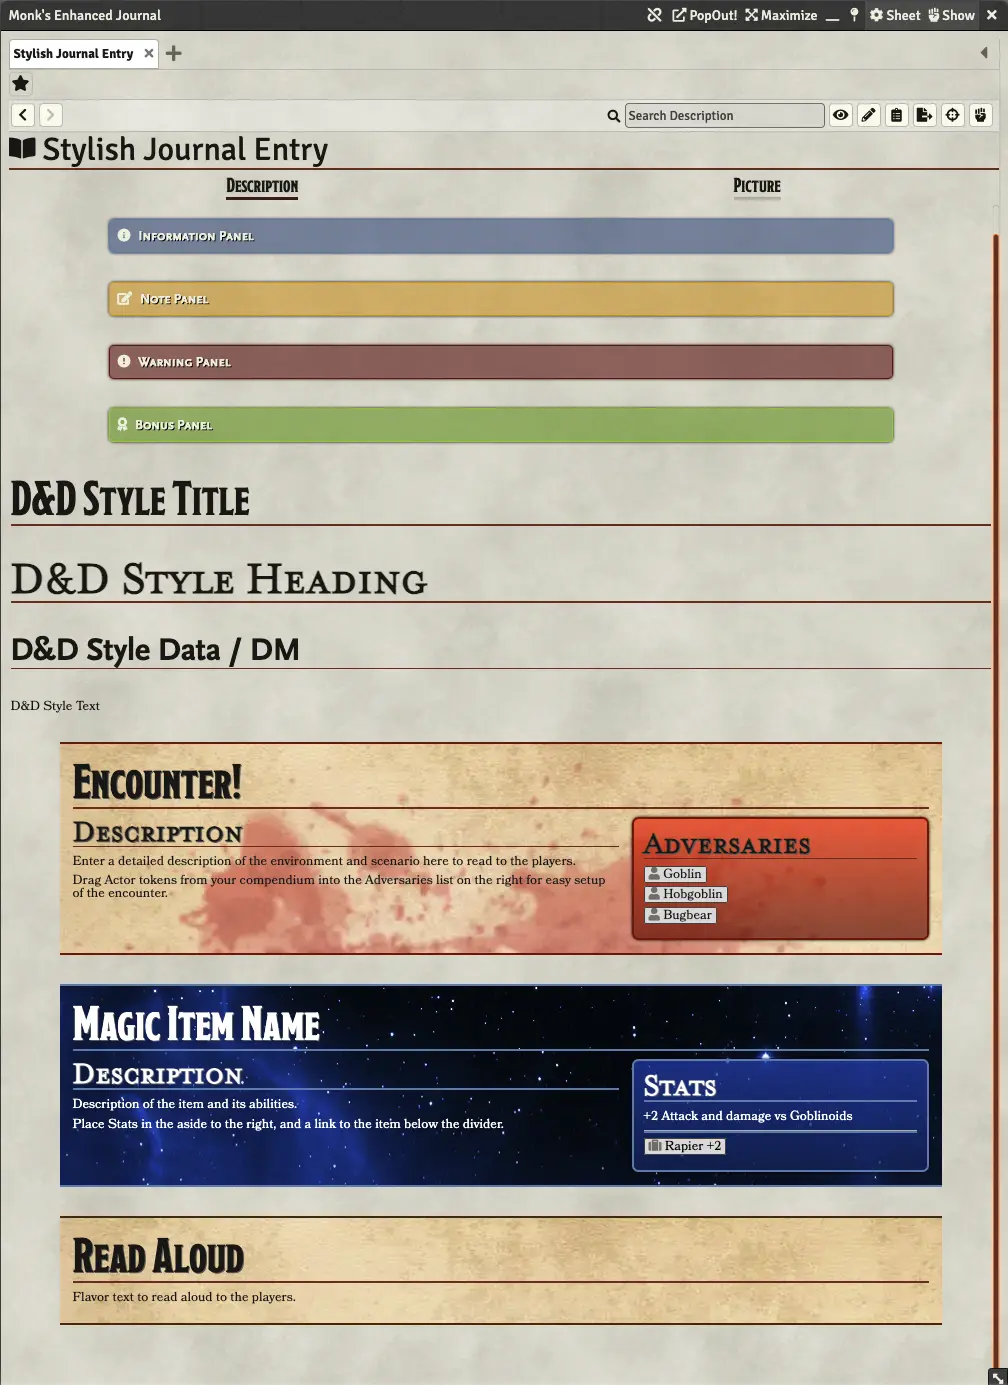 Monk's Enhanced Journal PopOut! Maximize Sheet Show
Stylish Journal Entry
Search Description
Stylish Journal Entry
Description Picture
Information Panel
Note Panel
Warning Panel
Bonus Panel
D&D Style Title
D&D Style Heading
D&D Style Data / DM
D&D Style Text
Encounter!
Description
Enter a detailed description of the environment and scenario here to read to the players.
Drag Actor tokens from your compendium into the Adversaries list on the right for easy setup
of the encounter.
Adversaries
Goblin
Hobgoblin
Bugbear
Magic Item Name
Description
Description of the item and its abilities.
Place Stats in the aside to the right, and a link to the item below the divider.
Stats
+2 Attack and damage vs Goblinoids
Rapier +2
Read Aloud
Flavor text to read aloud to the players.